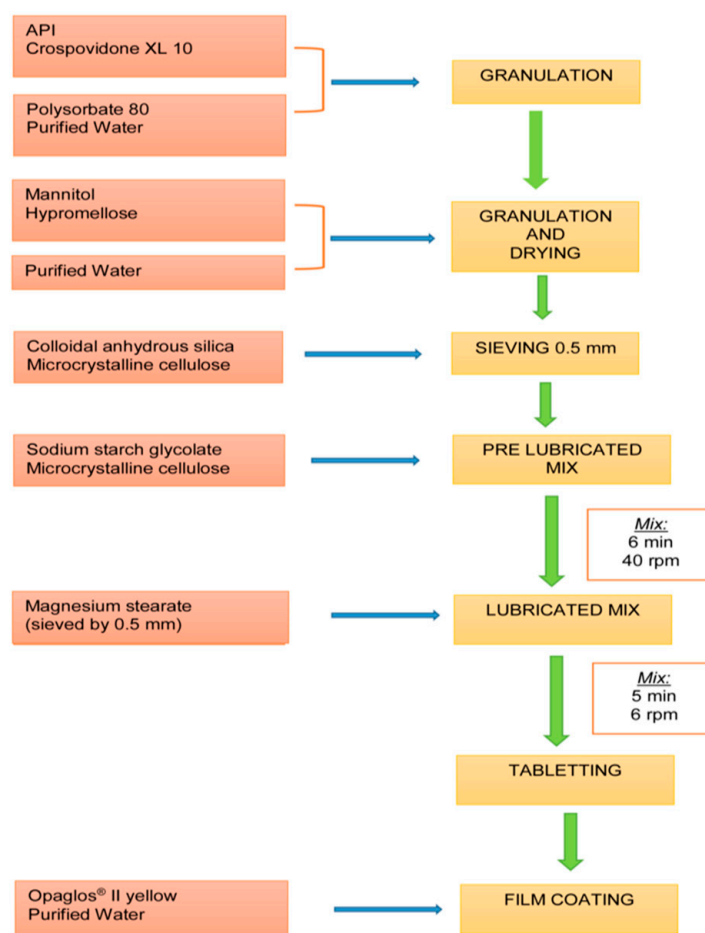 API
Crospovidone XL 10
GRANULATION
Polysorbate 80
Purified Water
Mannitol
Hypromellose
GRANULATION
AND
DRYING
Purified Water
Colloidal anhydrous silica
Microcrystalline cellulose
SIEVING 0.5 mm
Sodium starch glycolate
Microcrystalline cellulose
PRE LUBRICATED
MIX
Mix:
6 min
40 rpm
Magnesium stearate
(sieved by 0.5 mm)
LUBRICATED MIX
Mix:
5 min
6 rpm
TABLETTING
Opaglos® II yellow
Purified Water
FILM COATING